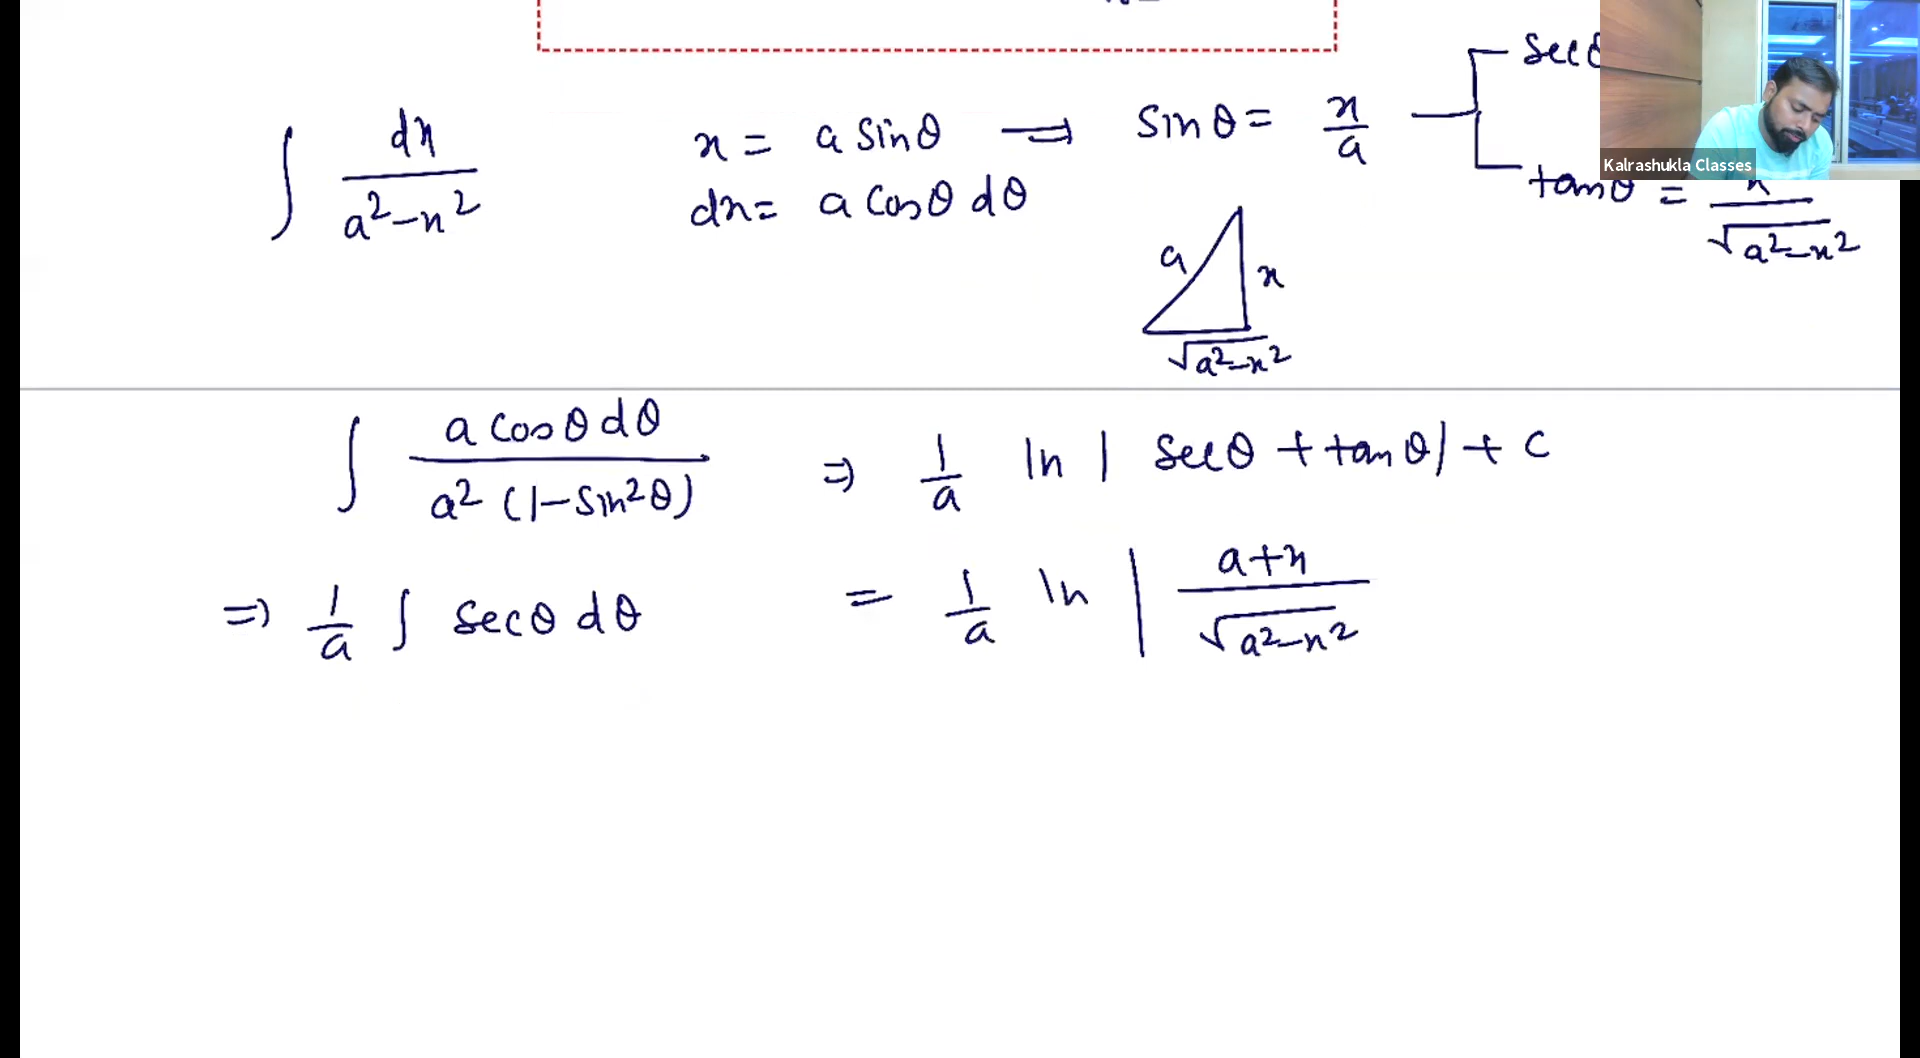 ∫ dx / (a² − x²)    x = a sinθ ⟹ sinθ = x/a
secθ
dx = a cosθ dθ    tanθ = x / √(a² − x²)
Kalrashukla Classes
a    x
√(a² − x²)
∫ a cosθ dθ / (a² (1 − sin²θ))    ⇒ 1/a ln | secθ + tanθ | + c
⇒ 1/a ∫ secθ dθ    = 1/a ln | (a + x) / √(a² − x²)